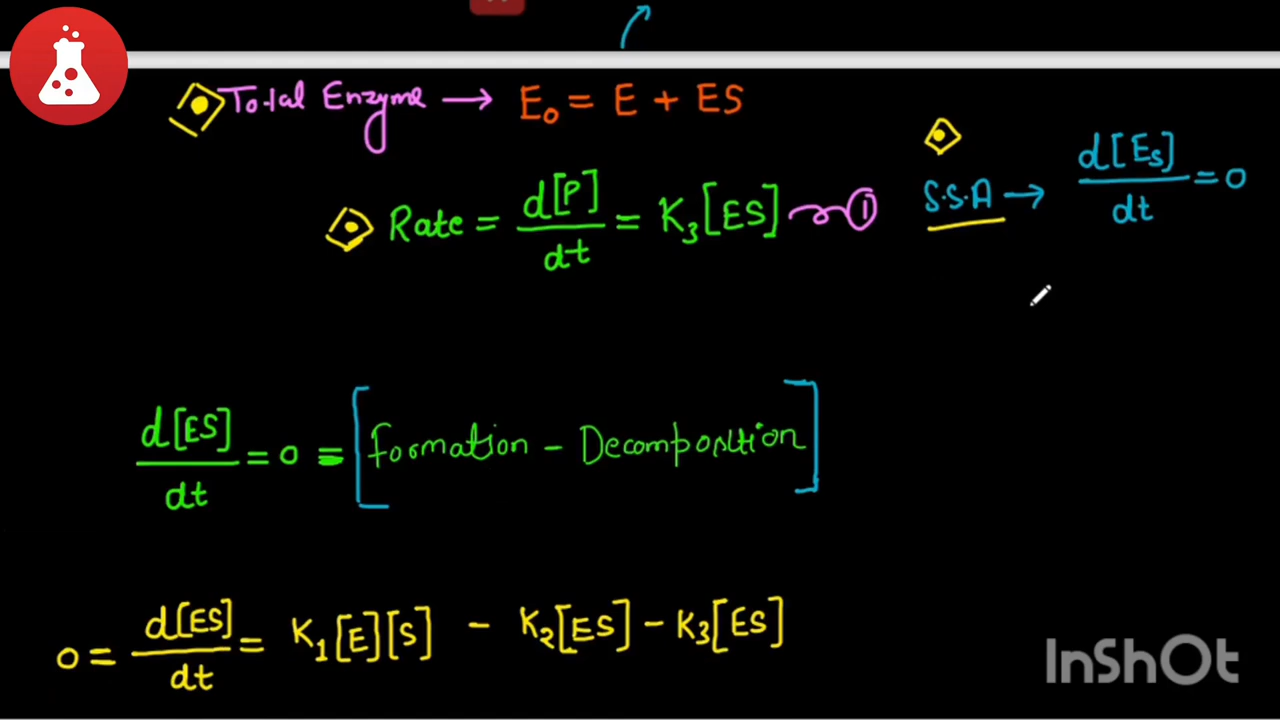 Total Enzyme → E₀ = E + ES
Rate = d[P]/dt = K₃[ES] ①
S.S.A → d[Es]/dt = 0
d[ES]/dt = 0 = [Formation - Decomposition]
0 = d[ES]/dt = K₁[E][S] - K₂[ES] - K₃[ES]
InShOt